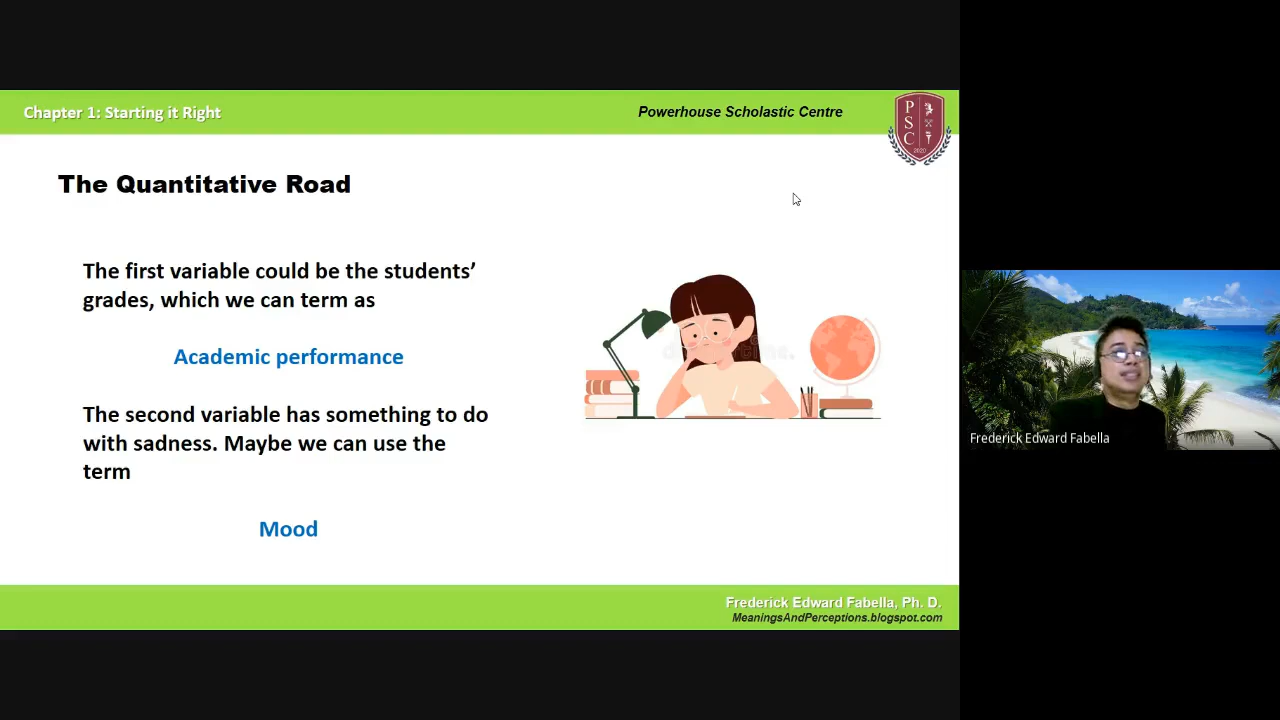 Chapter 1: Starting it Right
Powerhouse Scholastic Centre
P
S
C
2020
The Quantitative Road
The first variable could be the students’
grades, which we can term as
Academic performance
The second variable has something to do
with sadness. Maybe we can use the
term
Mood
Frederick Edward Fabella
Frederick Edward Fabella, Ph. D.
MeaningsAndPerceptions.blogspot.com